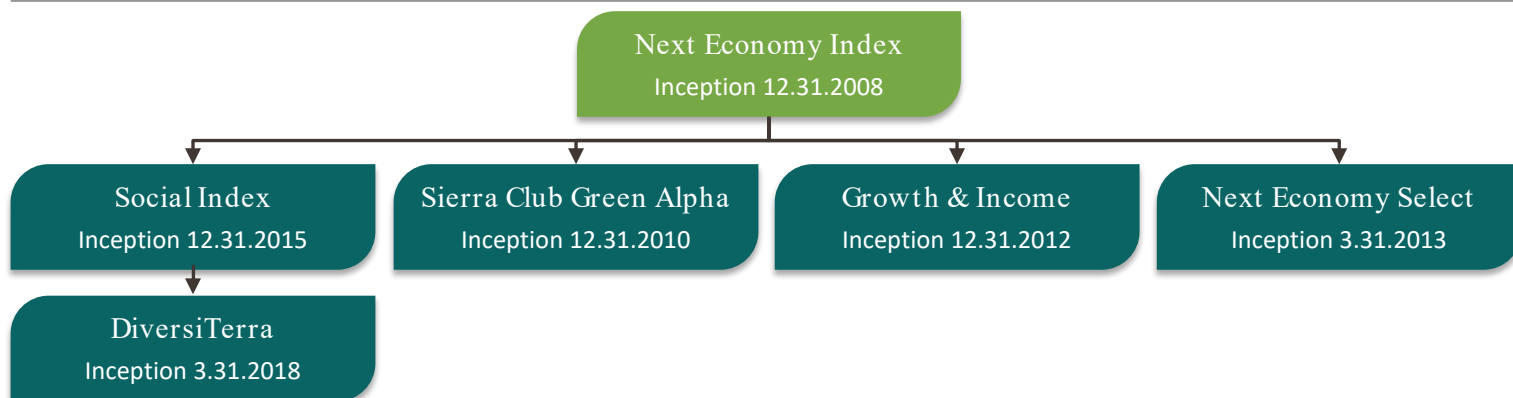 Next Economy Index
Inception 12.31.2008
Social Index
Inception 12.31.2015
Sierra Club Green Alpha
Inception 12.31.2010
Growth & Income
Inception 12.31.2012
Next Economy Select
Inception 3.31.2013
DiversiTerra
Inception 3.31.2018